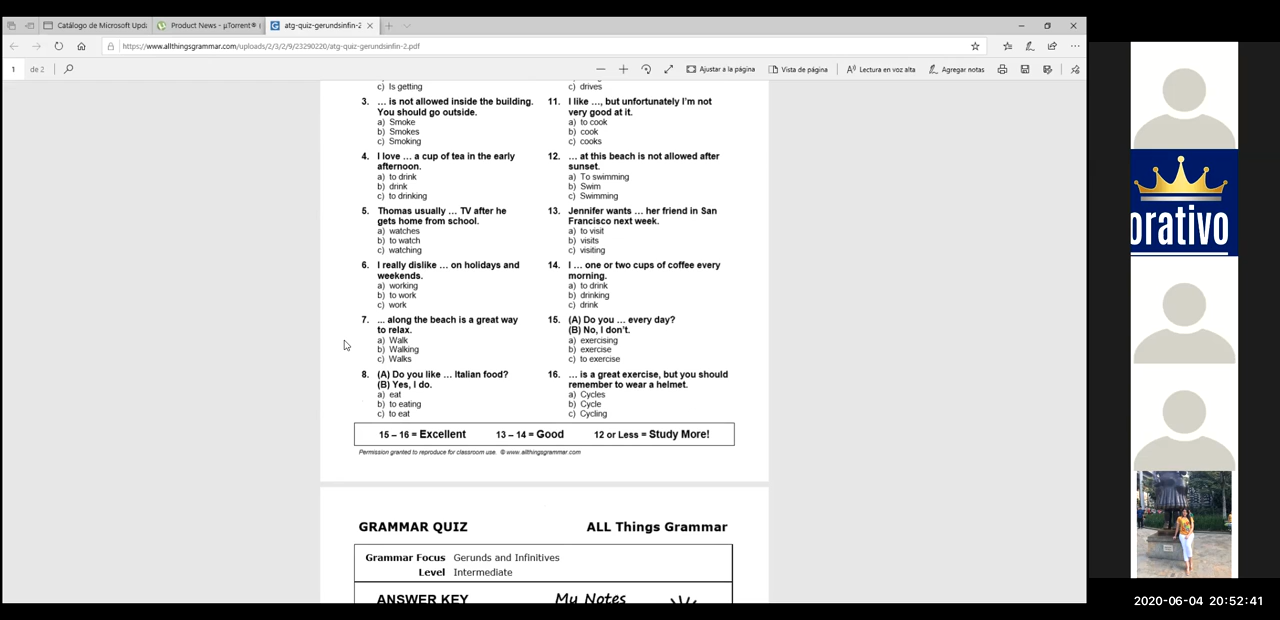 Catálogo de Microsoft Upda
Product News - µTorrent® (
atg-quiz-gerundsinfin-2
https://www.allthingsgrammar.com/uploads/2/3/2/9/23290220/atg-quiz-gerundsinfin-2.pdf
1 de 2
Ajustar a la página
Vista de página
Lectura en voz alta
Agregar notas
c) Is getting
3. … is not allowed inside the building.
You should go outside.
a) Smoke
b) Smokes
c) Smoking
4. I love … a cup of tea in the early
afternoon.
a) to drink
b) drink
c) to drinking
5. Thomas usually … TV after he
gets home from school.
a) watches
b) to watch
c) watching
6. I really dislike … on holidays and
weekends.
a) working
b) to work
c) work
7. … along the beach is a great way
to relax.
a) Walk
b) Walking
c) Walks
8. (A) Do you like … Italian food?
(B) Yes, I do.
a) eat
b) to eating
c) to eat
c) drives
11. I like …, but unfortunately I'm not
very good at it.
a) to cook
b) cook
c) cooks
12. … at this beach is not allowed after
sunset.
a) To swimming
b) Swim
c) Swimming
13. Jennifer wants … her friend in San
Francisco next week.
a) to visit
b) visits
c) visiting
14. I … one or two cups of coffee every
morning.
a) to drink
b) drinking
c) drink
15. (A) Do you … every day?
(B) No, I don't.
a) exercising
b) exercise
c) to exercise
16. … is a great exercise, but you should
remember to wear a helmet.
a) Cycles
b) Cycle
c) Cycling
15 – 16 = Excellent 13 – 14 = Good 12 or Less = Study More!
Permission granted to reproduce for classroom use. © www.allthingsgrammar.com
GRAMMAR QUIZ ALL Things Grammar
Grammar Focus Gerunds and Infinitives
Level Intermediate
ANSWER KEY My Notes
orativo
2020-06-04 20:52:41